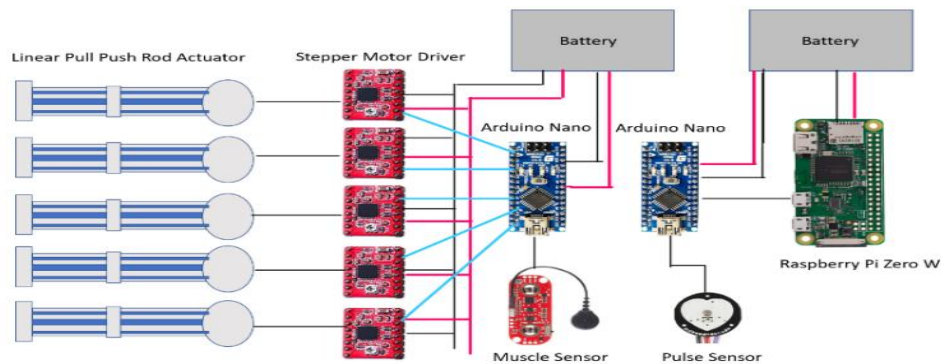 Battery
Battery
Linear Pull Push Rod Actuator
Stepper Motor Driver
Arduino Nano
Arduino Nano
Raspberry Pi Zero W
Muscle Sensor
Pulse Sensor